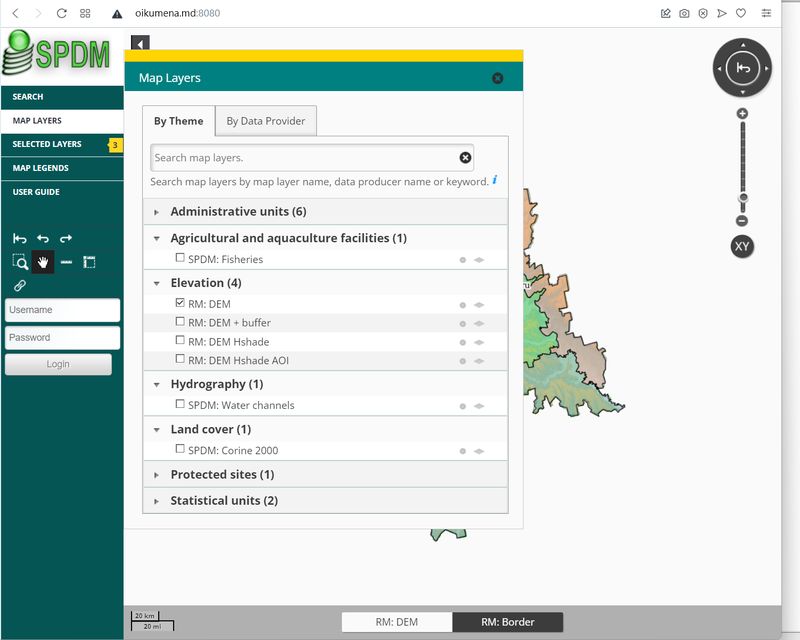 oikumena.md:8080
SPDM
SEARCH
MAP LAYERS
SELECTED LAYERS 3
MAP LEGENDS
USER GUIDE
Username
Password
Login
Map Layers
By Theme
By Data Provider
Search map layers.
Search map layers by map layer name, data producer name or keyword. i
Administrative units (6)
Agricultural and aquaculture facilities (1)
SPDM: Fisheries
Elevation (4)
RM: DEM
RM: DEM + buffer
RM: DEM Hshade
RM: DEM Hshade AOI
Hydrography (1)
SPDM: Water channels
Land cover (1)
SPDM: Corine 2000
Protected sites (1)
Statistical units (2)
XY
20 km
20 mi
RM: DEM
RM: Border